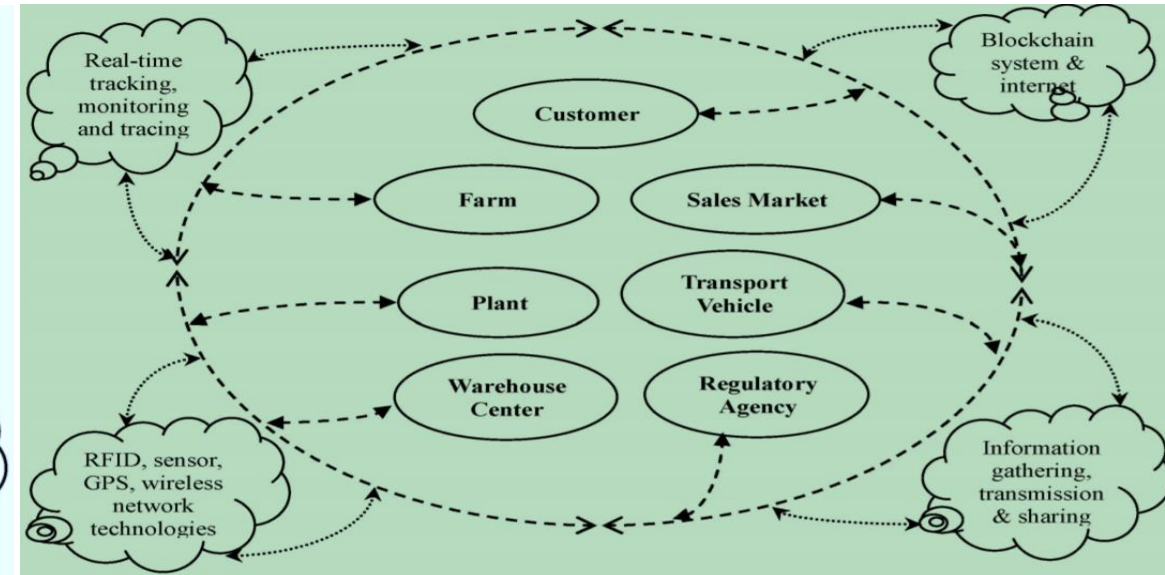 Real-time
tracking,
monitoring
and tracing
Blockchain
system &
internet
Customer
Farm
Sales Market
Plant
Transport
Vehicle
Warehouse
Center
Regulatory
Agency
RFID, sensor,
GPS, wireless
network
technologies
Information
gathering,
transmission
& sharing